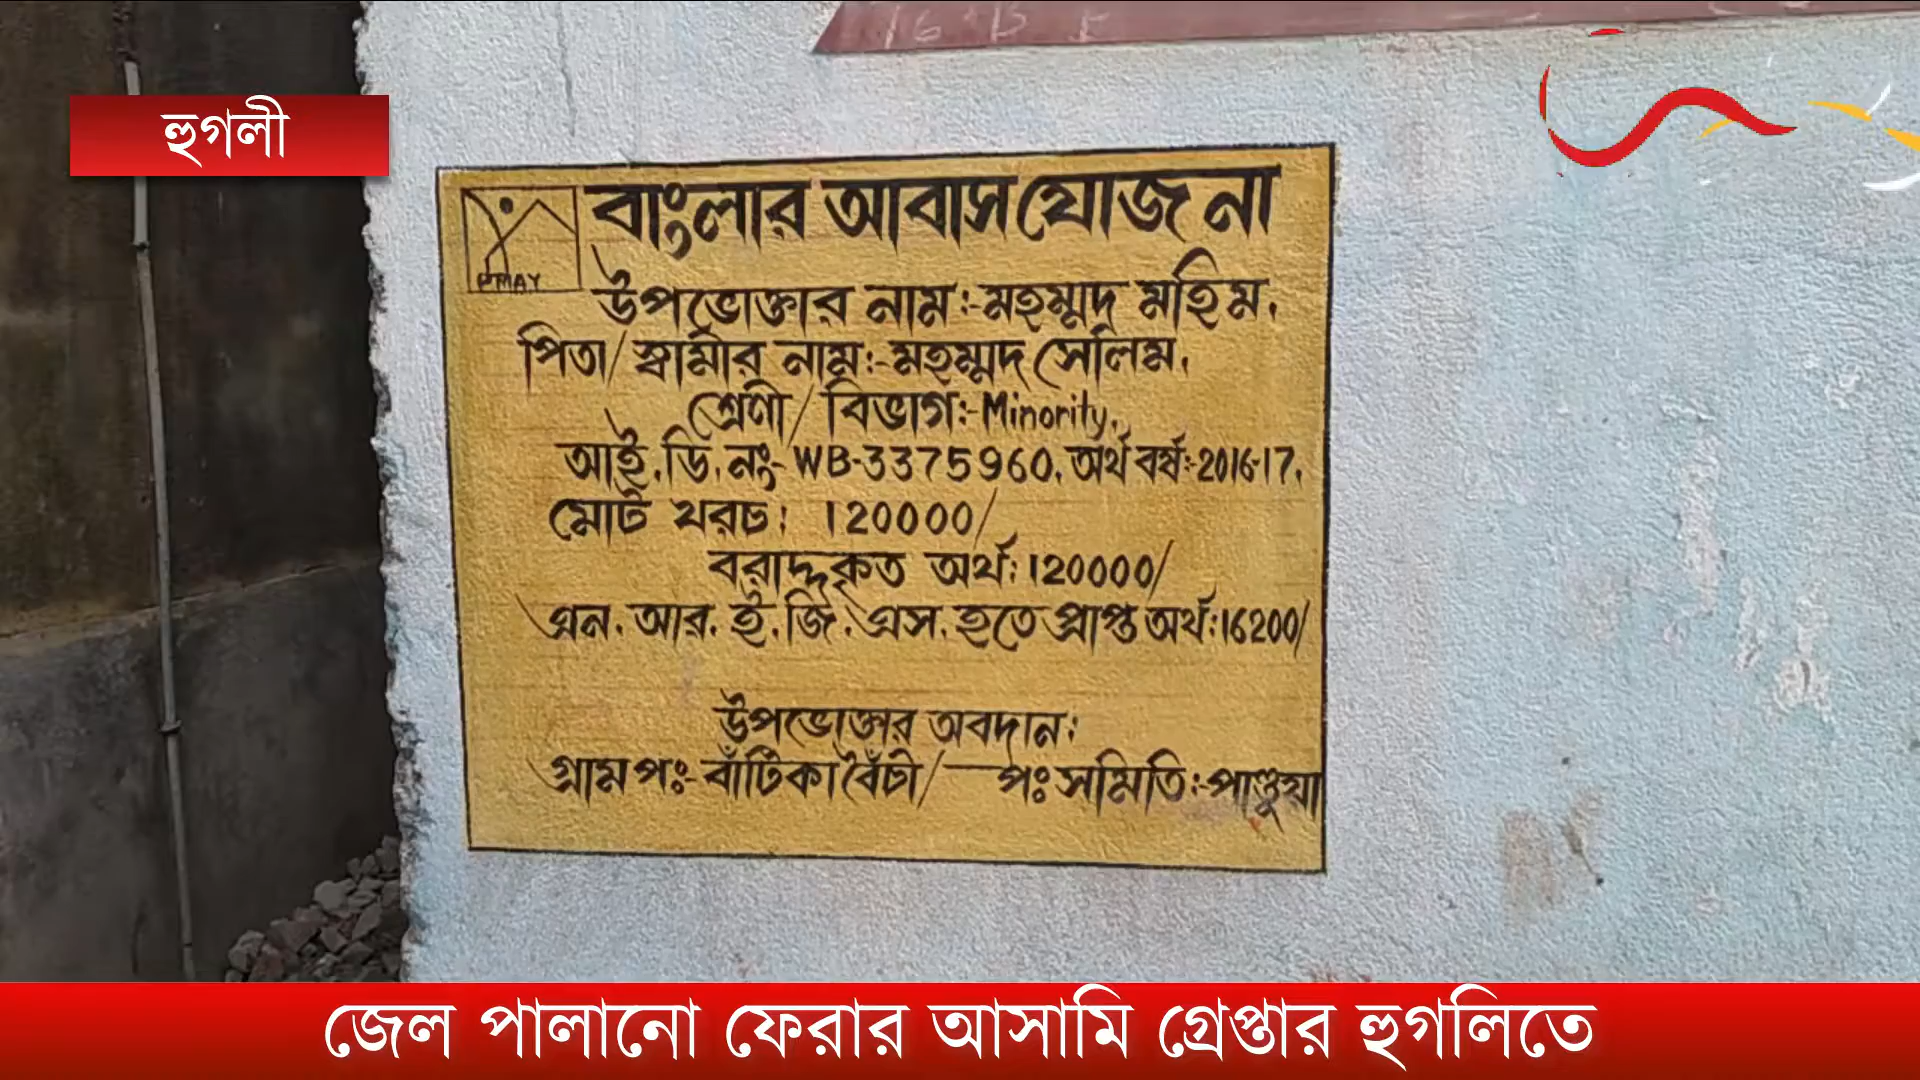 16 B F
হুগলী
PMAY
বাংলার আবাস যোজনা
উপভোক্তার নাম:-মহম্মদ মহিম.
পিতা/স্বামীর নাম:-মহম্মদ সেলিম.
শ্রেণী/বিভাগ:-Minority.
আই.ডি.নং-WB-3375960.অর্থ বর্ষ:-2016-17.
মোট খরচ: 120000/
বরাদ্দকৃত অর্থ:120000/
এন.আর.ই.জি.এস.হতে প্রাপ্ত অর্থ:16200/
উপভোক্তার অবদান:
গ্রাম পঃ-বাঁটিকা বৈঁচী/ পঃ সমিতি:-পাণ্ডুয়া
জেল পালানো ফেরার আসামি গ্রেপ্তার হুগলিতে